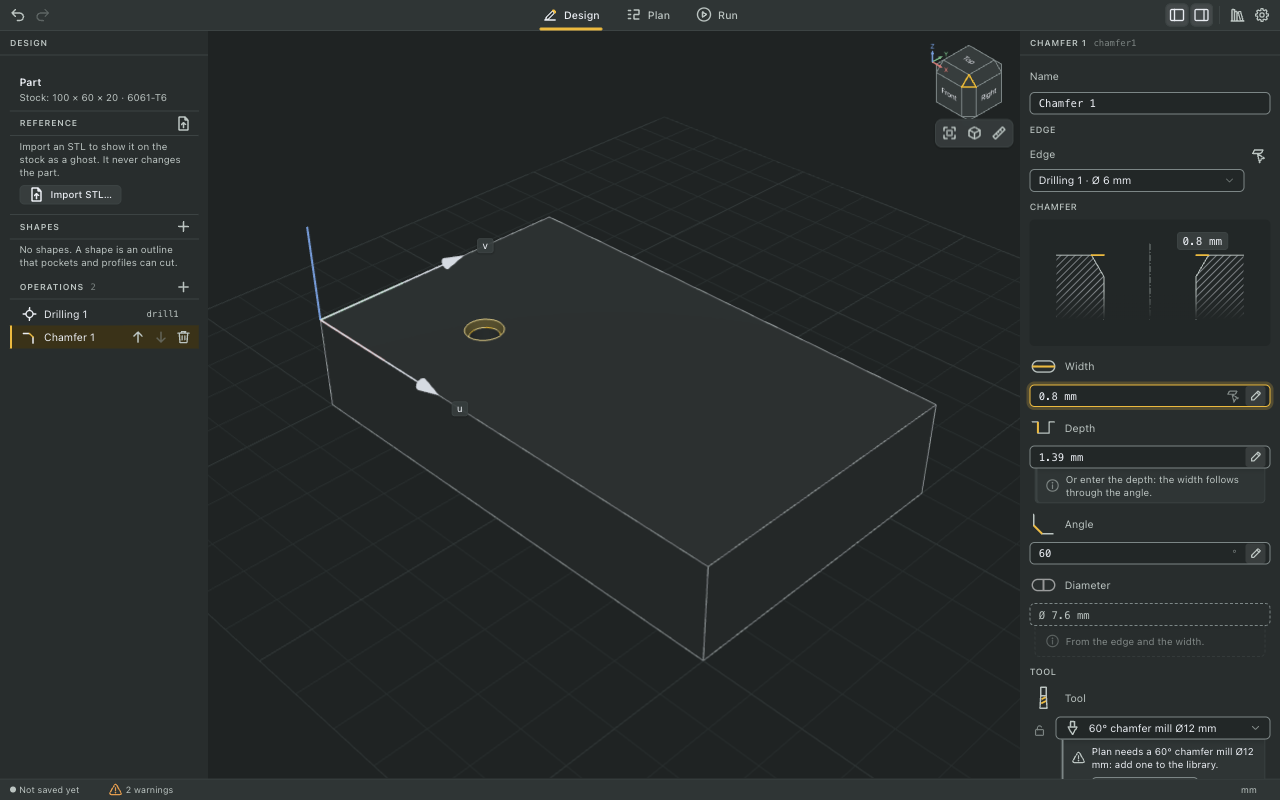 Design
Plan
Run
DESIGN
Part
Stock: 100 × 60 × 20 · 6061-T6
REFERENCE
Import an STL to show it on the
stock as a ghost. It never changes
the part.
Import STL...
SHAPES
No shapes. A shape is an outline
that pockets and profiles can cut.
OPERATIONS 2
Drilling 1 drill1
Chamfer 1
v
u
Z
Y
X
Top
Front
Right
CHAMFER 1 chamfer1
Name
Chamfer 1
EDGE
Edge
Drilling 1 · Ø 6 mm
CHAMFER
0.8 mm
Width
0.8 mm
Depth
1.39 mm
Or enter the depth: the width follows
through the angle.
Angle
60 °
Diameter
Ø 7.6 mm
From the edge and the width.
TOOL
Tool
60° chamfer mill Ø12 mm
Plan needs a 60° chamfer mill Ø12
mm: add one to the library.
Not saved yet
2 warnings
mm